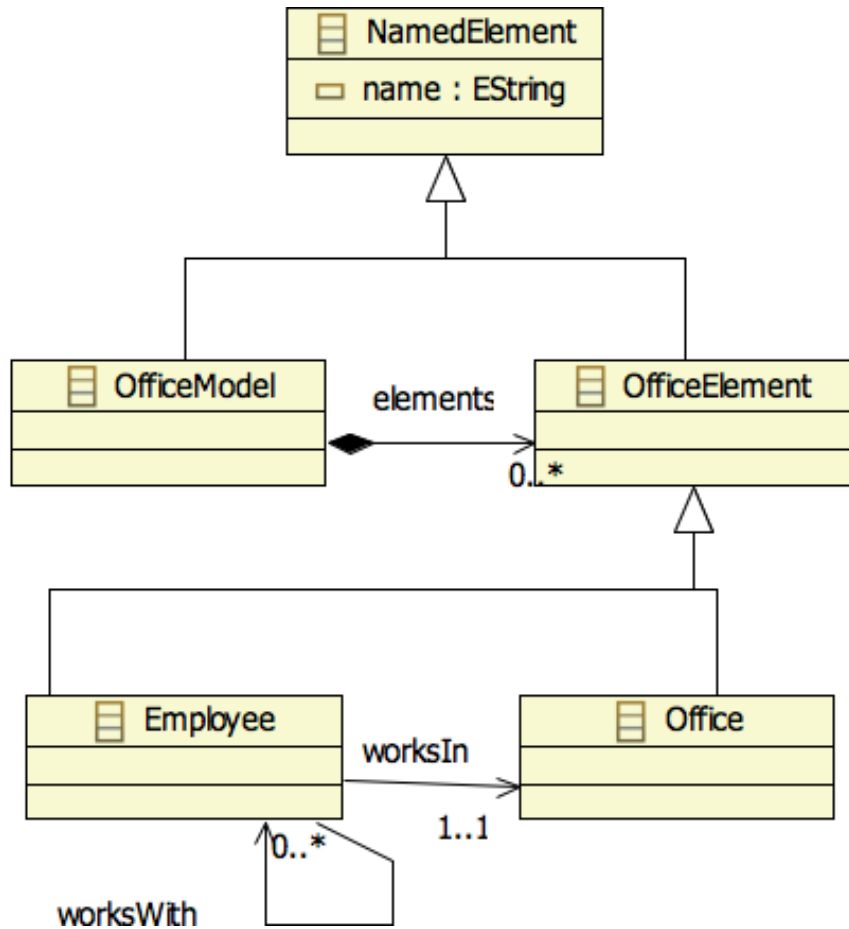 NamedElement
name : EString
OfficeModel
OfficeElement
elements
0..*
Employee
Office
worksIn
1..1
0..*
worksWith